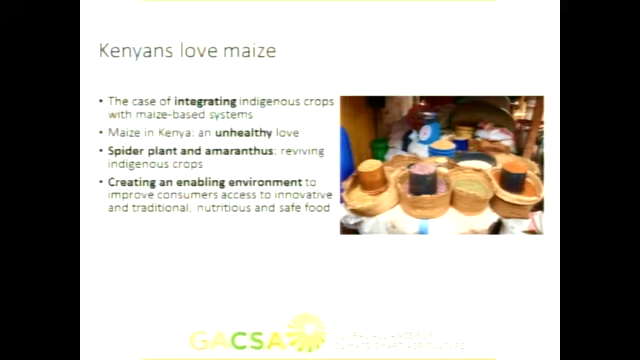 Kenyans love maize
• The case of integrating indigenous crops
with maize-based systems
• Maize in Kenya: an unhealthy love
• Spider plant and amaranthus: reviving
indigenous crops
• Creating an enabling environment to
improve consumers access to innovative
and traditional, nutritious and safe food
GACSA